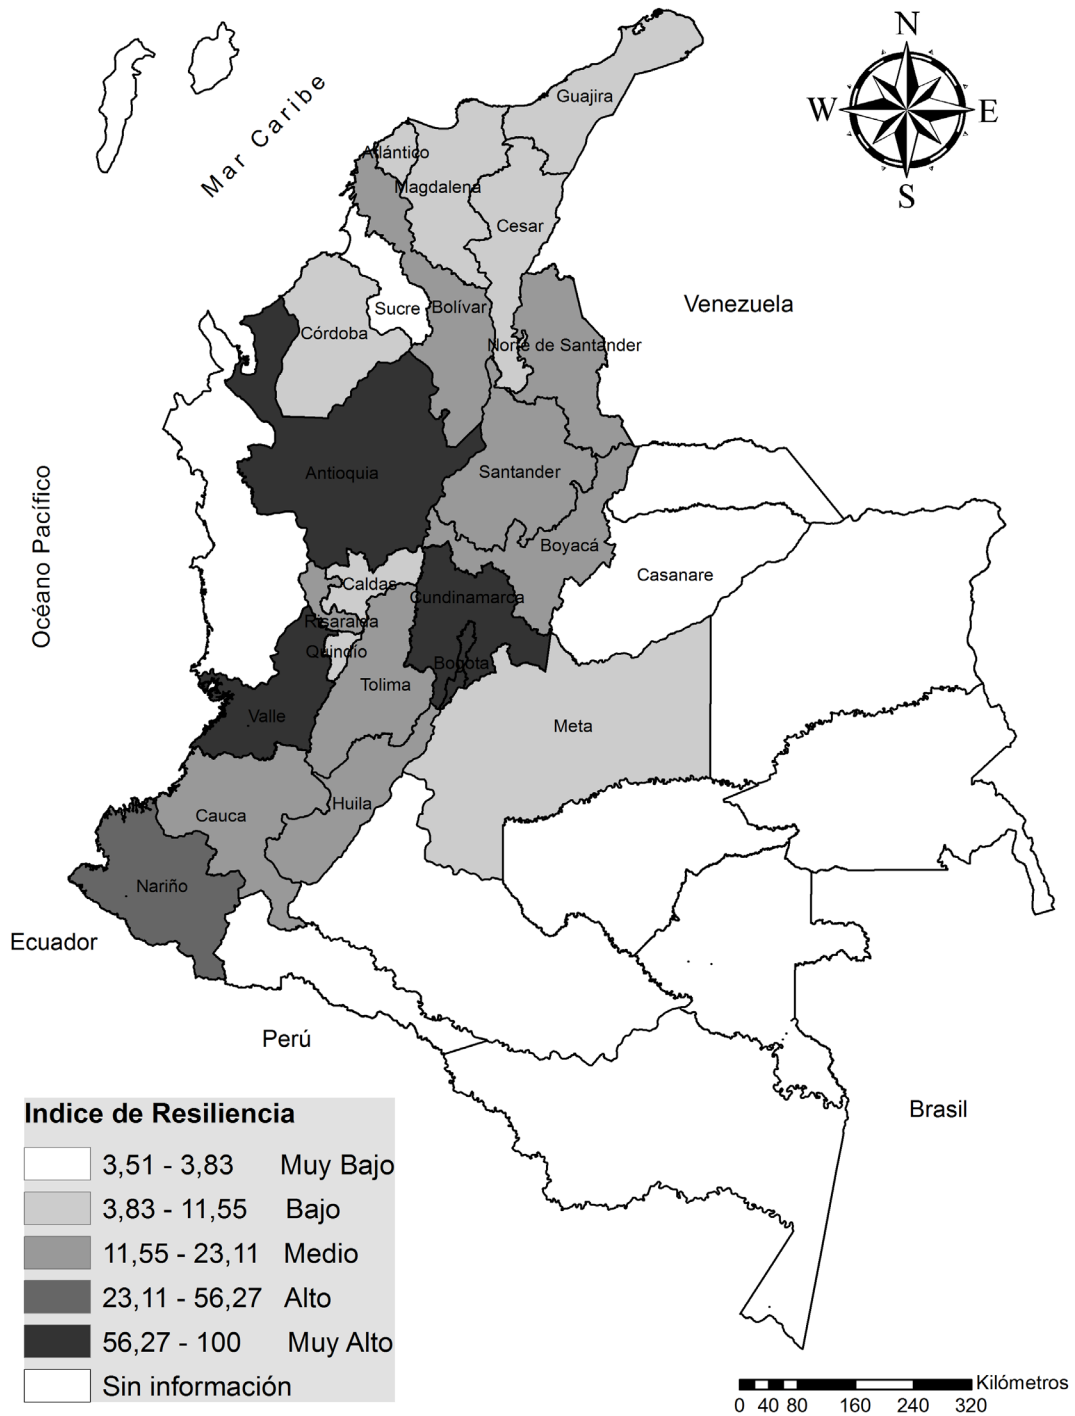 N
W
E
S
Mar Caribe
Guajira
Atlántico
Magdalena
Cesar
Venezuela
Sucre
Bolívar
Córdoba
Norte de Santander
Océano Pacífico
Antioquia
Santander
Boyacá
Casanare
Caldas
Cundinamarca
Risaralda
Quindío
Bogota
Tolima
Valle
Meta
Huila
Cauca
Nariño
Ecuador
Perú
Brasil
Indice de Resiliencia
3,51 - 3,83 Muy Bajo
3,83 - 11,55 Bajo
11,55 - 23,11 Medio
23,11 - 56,27 Alto
56,27 - 100 Muy Alto
Sin información
Kilómetros
0 40 80 160 240 320